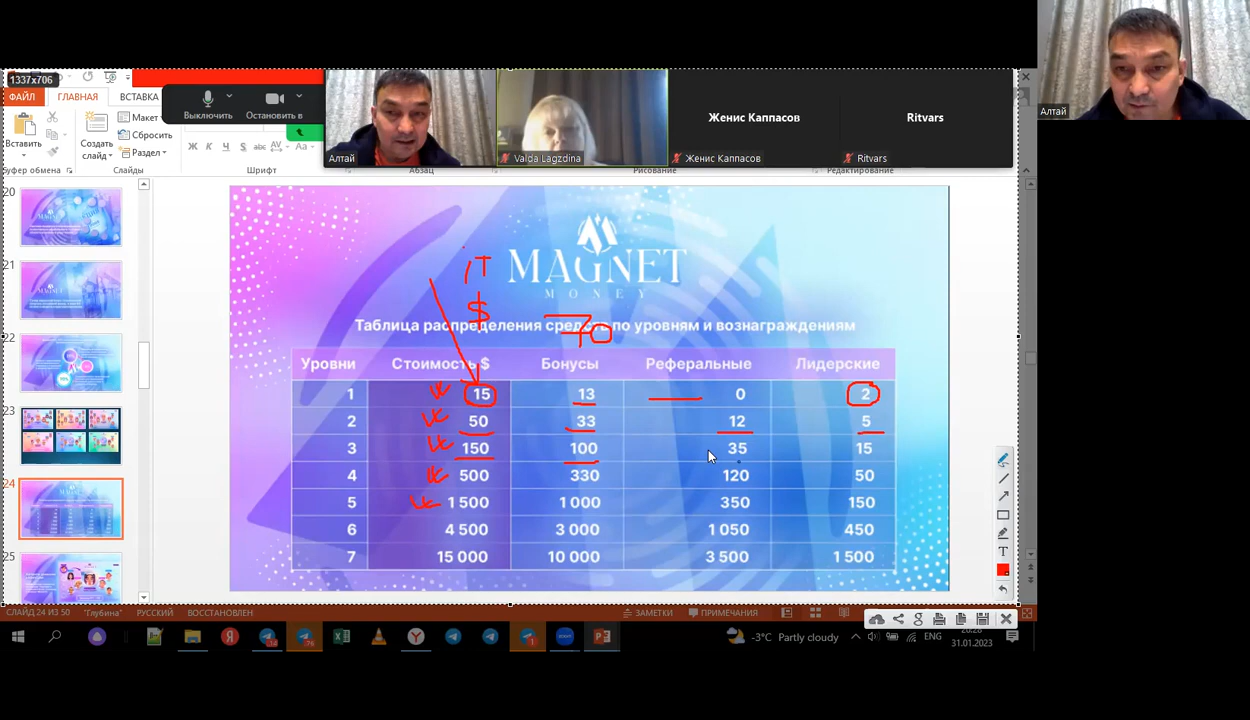 1337x706
ФАЙЛ
ГЛАВНАЯ
ВСТАВКА
Выключить
Остановить в
Алтай
Valda Lagzdina
Женис Каппасов
Женис Каппасов
Ritvars
Ritvars
Алтай
Вставить
Создать
слайд
Макет
Сбросить
Раздел
Ж К Ч S abc AV Aa
Буфер обмена
Слайды
Шрифт
Абзац
Рисование
Редактирование
20
21
22
23
24
25
MAGNET
MONEY
iT
$
70
Таблица распределения средств по уровням и вознаграждениям
Уровни Стоимость $ Бонусы Реферальные Лидерские
1 15 13 0 2
2 50 33 12 5
3 150 100 35 15
4 500 330 120 50
5 1 500 1 000 350 150
6 4 500 3 000 1 050 450
7 15 000 10 000 3 500 1 500
СЛАЙД 24 ИЗ 50 "Глубина" РУССКИЙ ВОССТАНОВЛЕН
ЗАМЕТКИ ПРИМЕЧАНИЯ
-3°C Partly cloudy
ENG
20:28
31.01.2023